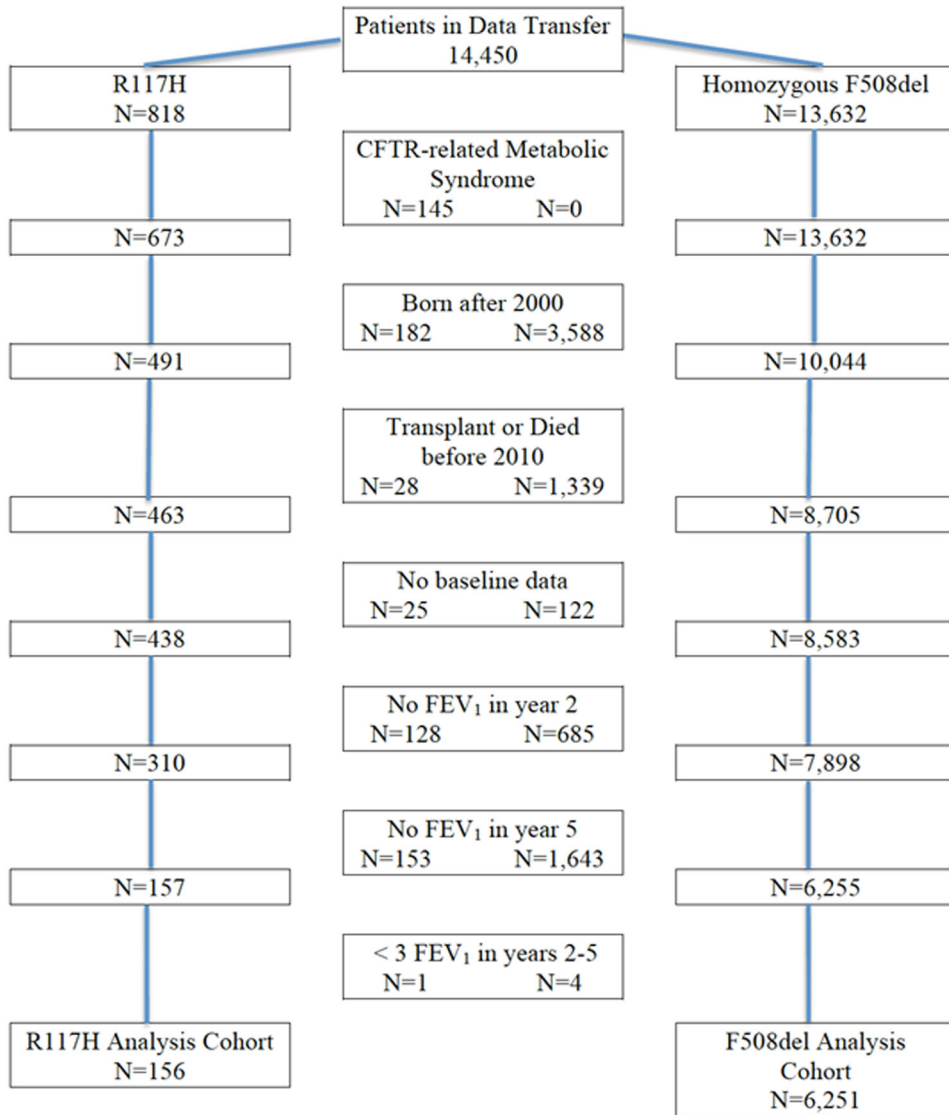 Patients in Data Transfer
14,450
R117H
N=818
Homozygous F508del
N=13,632
CFTR-related Metabolic
Syndrome
N=145 N=0
N=673
N=13,632
Born after 2000
N=182 N=3,588
N=491
N=10,044
Transplant or Died
before 2010
N=28 N=1,339
N=463
N=8,705
No baseline data
N=25 N=122
N=438
N=8,583
No FEV₁ in year 2
N=128 N=685
N=310
N=7,898
No FEV₁ in year 5
N=153 N=1,643
N=157
N=6,255
< 3 FEV₁ in years 2-5
N=1 N=4
R117H Analysis Cohort
N=156
F508del Analysis
Cohort
N=6,251